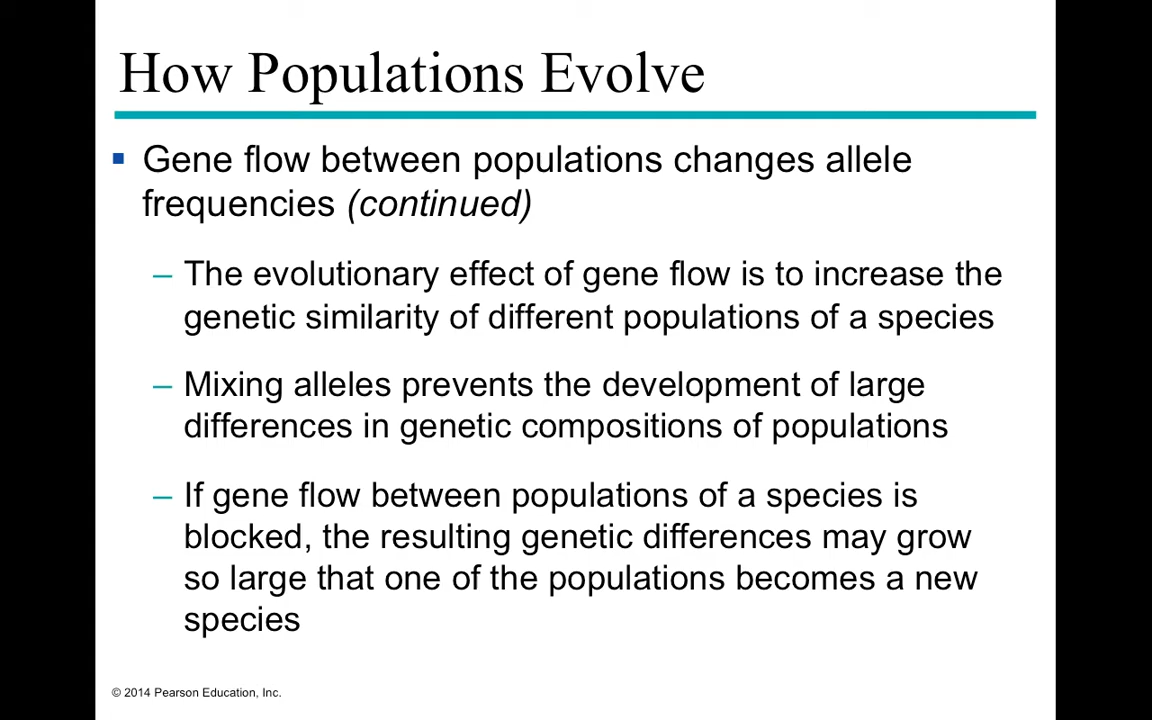 How Populations Evolve
▪ Gene flow between populations changes allele
frequencies (continued)
– The evolutionary effect of gene flow is to increase the
genetic similarity of different populations of a species
– Mixing alleles prevents the development of large
differences in genetic compositions of populations
– If gene flow between populations of a species is
blocked, the resulting genetic differences may grow
so large that one of the populations becomes a new
species
© 2014 Pearson Education, Inc.